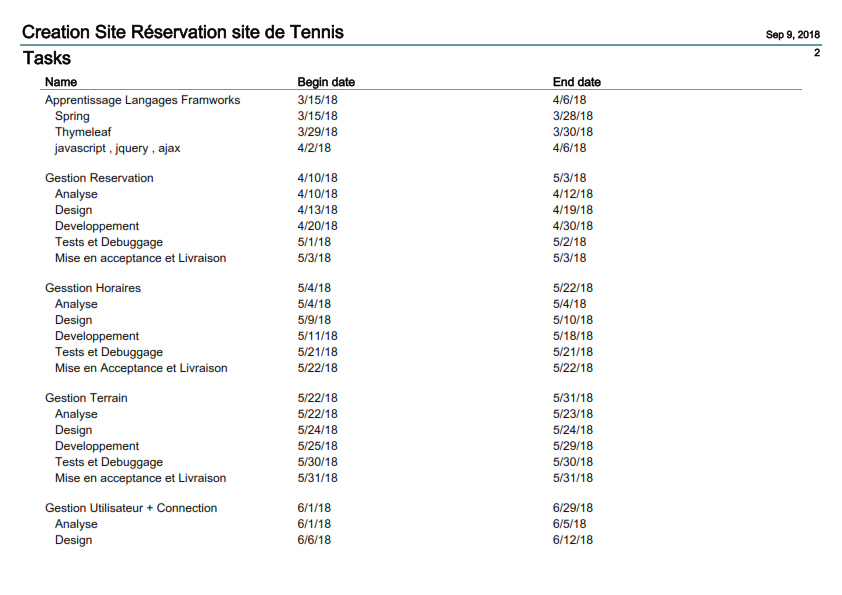 Creation Site Réservation site de Tennis Sep 9, 2018
Tasks 2
Name Begin date End date
Apprentissage Langages Framworks 3/15/18 4/6/18
Spring 3/15/18 3/28/18
Thymeleaf 3/29/18 3/30/18
javascript , jquery , ajax 4/2/18 4/6/18
Gestion Reservation 4/10/18 5/3/18
Analyse 4/10/18 4/12/18
Design 4/13/18 4/19/18
Developpement 4/20/18 4/30/18
Tests et Debuggage 5/1/18 5/2/18
Mise en acceptance et Livraison 5/3/18 5/3/18
Gesstion Horaires 5/4/18 5/22/18
Analyse 5/4/18 5/4/18
Design 5/9/18 5/10/18
Developpement 5/11/18 5/18/18
Tests et Debuggage 5/21/18 5/21/18
Mise en Acceptance et Livraison 5/22/18 5/22/18
Gestion Terrain 5/22/18 5/31/18
Analyse 5/22/18 5/23/18
Design 5/24/18 5/24/18
Developpement 5/25/18 5/29/18
Tests et Debuggage 5/30/18 5/30/18
Mise en acceptance et Livraison 5/31/18 5/31/18
Gestion Utilisateur + Connection 6/1/18 6/29/18
Analyse 6/1/18 6/5/18
Design 6/6/18 6/12/18